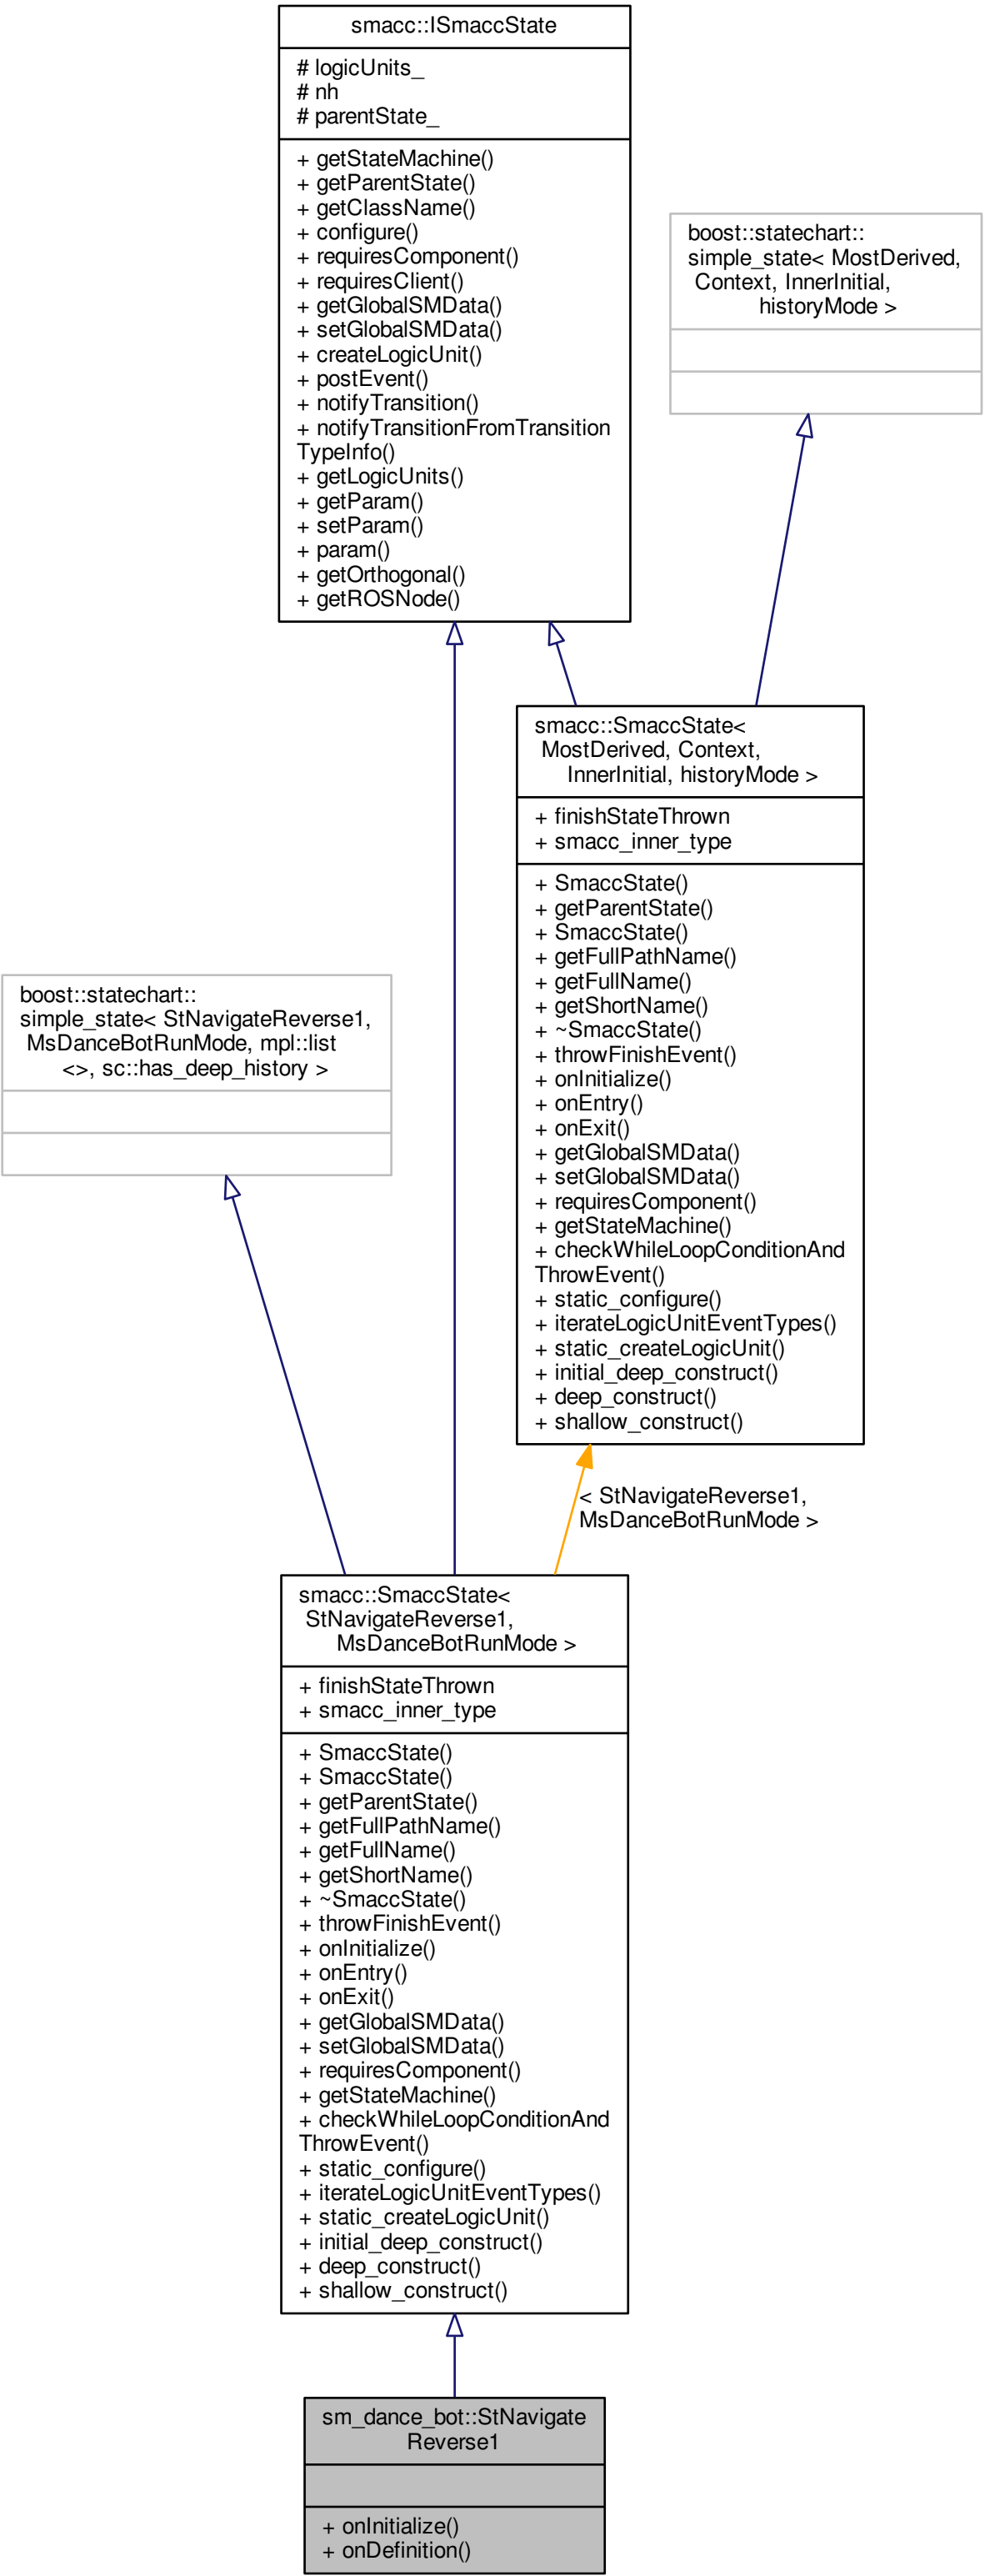 smacc::ISmaccState
# logicUnits_
# nh
# parentState_
+ getStateMachine()
+ getParentState()
+ getClassName()
+ configure()
+ requiresComponent()
+ requiresClient()
+ getGlobalSMData()
+ setGlobalSMData()
+ createLogicUnit()
+ postEvent()
+ notifyTransition()
+ notifyTransitionFromTransition
TypeInfo()
+ getLogicUnits()
+ getParam()
+ setParam()
+ param()
+ getOrthogonal()
+ getROSNode()
boost::statechart::
simple_state< MostDerived,
Context, InnerInitial,
historyMode >
smacc::SmaccState<
MostDerived, Context,
InnerInitial, historyMode >
+ finishStateThrown
+ smacc_inner_type
+ SmaccState()
+ getParentState()
+ SmaccState()
+ getFullPathName()
+ getFullName()
+ getShortName()
+ ~SmaccState()
+ throwFinishEvent()
+ onInitialize()
+ onEntry()
+ onExit()
+ getGlobalSMData()
+ setGlobalSMData()
+ requiresComponent()
+ getStateMachine()
+ checkWhileLoopConditionAnd
ThrowEvent()
+ static_configure()
+ iterateLogicUnitEventTypes()
+ static_createLogicUnit()
+ initial_deep_construct()
+ deep_construct()
+ shallow_construct()
boost::statechart::
simple_state< StNavigateReverse1,
MsDanceBotRunMode, mpl::list
<>, sc::has_deep_history >
< StNavigateReverse1,
MsDanceBotRunMode >
smacc::SmaccState<
StNavigateReverse1,
MsDanceBotRunMode >
+ finishStateThrown
+ smacc_inner_type
+ SmaccState()
+ SmaccState()
+ getParentState()
+ getFullPathName()
+ getFullName()
+ getShortName()
+ ~SmaccState()
+ throwFinishEvent()
+ onInitialize()
+ onEntry()
+ onExit()
+ getGlobalSMData()
+ setGlobalSMData()
+ requiresComponent()
+ getStateMachine()
+ checkWhileLoopConditionAnd
ThrowEvent()
+ static_configure()
+ iterateLogicUnitEventTypes()
+ static_createLogicUnit()
+ initial_deep_construct()
+ deep_construct()
+ shallow_construct()
sm_dance_bot::StNavigate
Reverse1
+ onInitialize()
+ onDefinition()